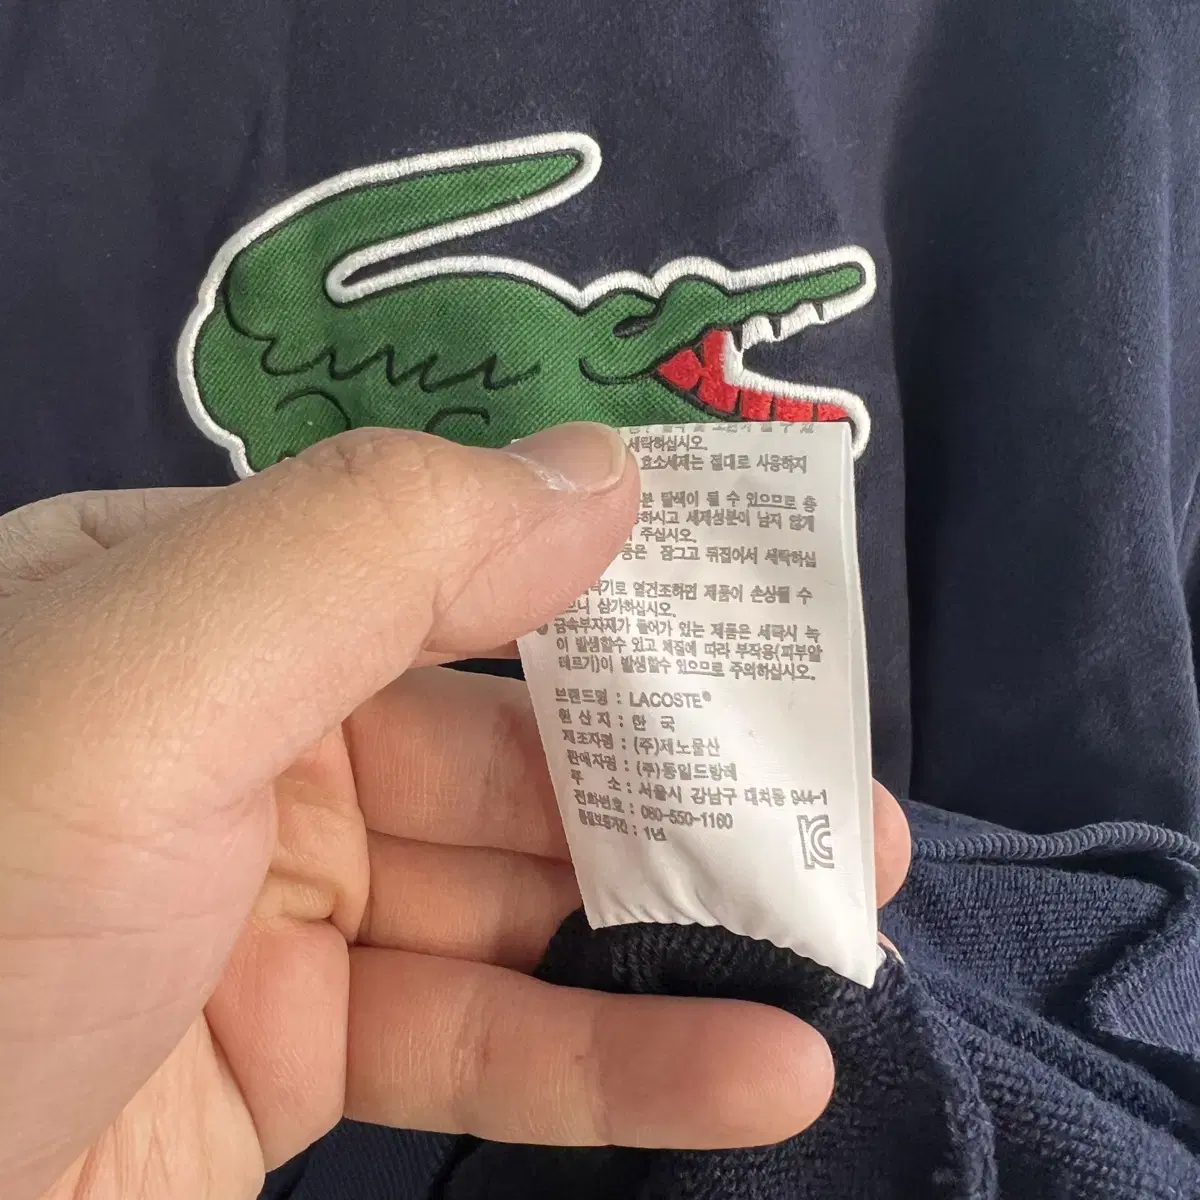 세탁하십시오.
효소세제는 절대로 사용하지
분 탈색이 될 수 있으므로 충
하시고 세제성분이 남지 않게
주십시오.
등은 잠그고 뒤집어서 세탁하십
기로 열건조하면 제품이 손상될 수
으니 삼가하십시오.
금속부자재가 들어가 있는 제품은 세탁시 녹
이 발생할수 있고 체질에 따라 부작용(피부알
테르기)이 발생할수 있으므로 주의하십시오.
브랜드명 : LACOSTE®
원 산 지 : 한 국
제조자명 : (주)제노물산
판매자명 : (주)동일드방레
주 소 : 서울시 강남구 대치동 944-1
전화번호 : 080-550-1160
품질보증기간 : 1년